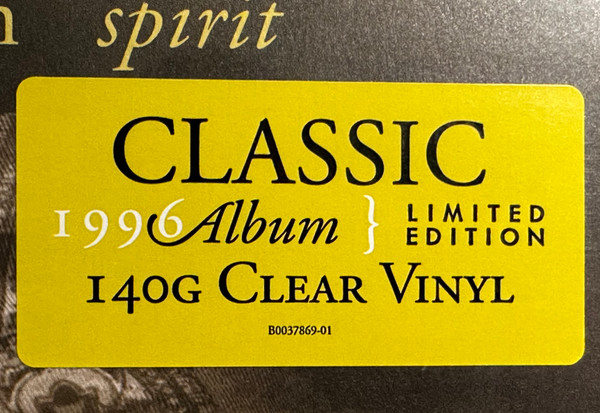 spirit
CLASSIC
1996 Album } LIMITED EDITION
140G CLEAR VINYL
B0037869-01